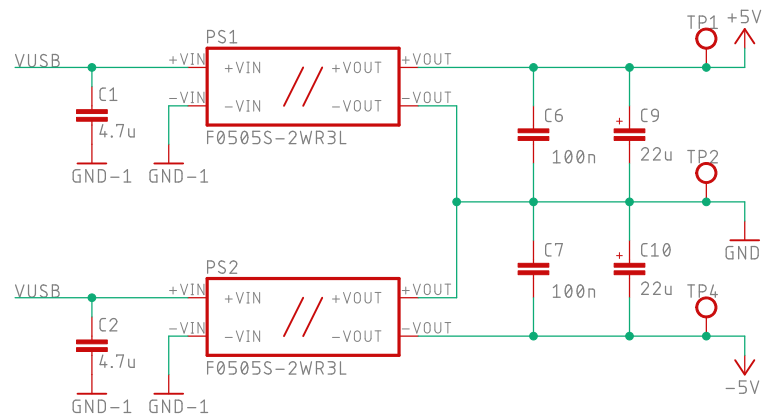 PS1
TP1 +5V
VUSB +VIN +VIN +VOUT +VOUT
C1 -VIN -VIN -VOUT -VOUT C6 C9
4.7u F0505S-2WR3L 100n 22u TP2
GND-1 GND-1
PS2 C7 C10 GND
VUSB +VIN +VIN +VOUT +VOUT 100n 22u TP4
C2 -VIN -VIN -VOUT -VOUT
4.7u F0505S-2WR3L
-5V
GND-1 GND-1